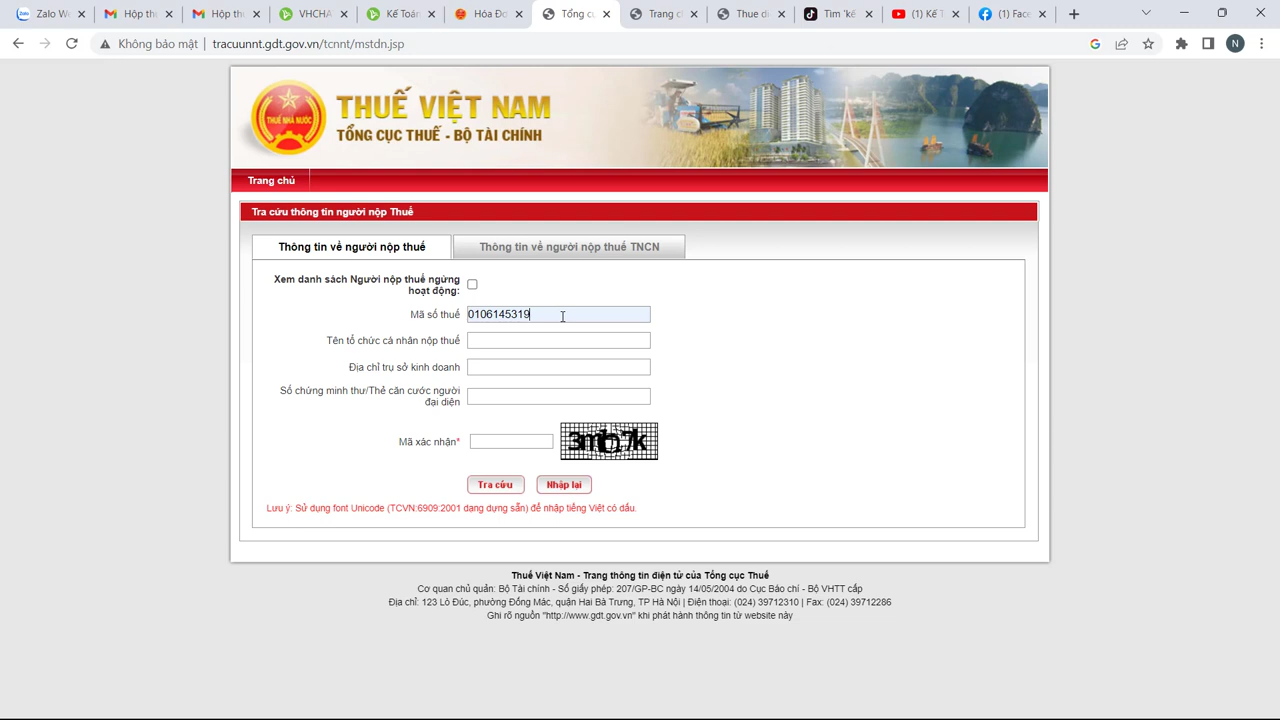 Zalo We
Hộp th
Hộp thu
VHCHA
Kế Toán
Hóa Đơ
Tổng cụ
Trang ch
Thue di
Tìm 'kế
(1) Kế T
(1) Face
Không bảo mật
tracuunnt.gdt.gov.vn/tcnnt/mstdn.jsp
N
THUẾ NHÀ NƯỚC
THUẾ VIỆT NAM
TỔNG CỤC THUẾ - BỘ TÀI CHÍNH
Trang chủ
Tra cứu thông tin người nộp Thuế
Thông tin về người nộp thuế
Thông tin về người nộp thuế TNCN
Xem danh sách Người nộp thuế ngừng
hoạt động:
Mã số thuế 0106145319
Tên tổ chức cá nhân nộp thuế
Địa chỉ trụ sở kinh doanh
Số chứng minh thư/Thẻ căn cước người
đại diện
Mã xác nhận*
Tra cứu
Nhập lại
Lưu ý: Sử dụng font Unicode (TCVN:6909:2001 dạng dựng sẵn) để nhập tiếng Việt có dấu.
Thuế Việt Nam - Trang thông tin điện tử của Tổng cục Thuế
Cơ quan chủ quản: Bộ Tài chính - Số giấy phép: 207/GP-BC ngày 14/05/2004 do Cục Báo chí - Bộ VHTT cấp
Địa chỉ: 123 Lò Đúc, phường Đống Mác, quận Hai Bà Trưng, TP Hà Nội | Điện thoại: (024) 39712310 | Fax: (024) 39712286
Ghi rõ nguồn "http://www.gdt.gov.vn" khi phát hành thông tin từ website này